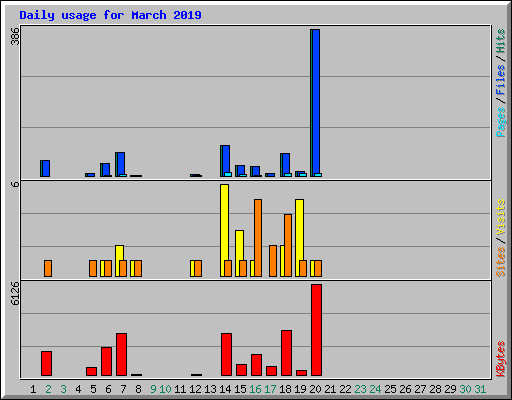 Daily usage for March 2019
386
6
6126
Pages / Files / Hits
Sites / Visits
KBytes
1 2 3 4 5 6 7 8 9 10 11 12 13 14 15 16 17 18 19 20 21 22 23 24 25 26 27 28 29 30 31